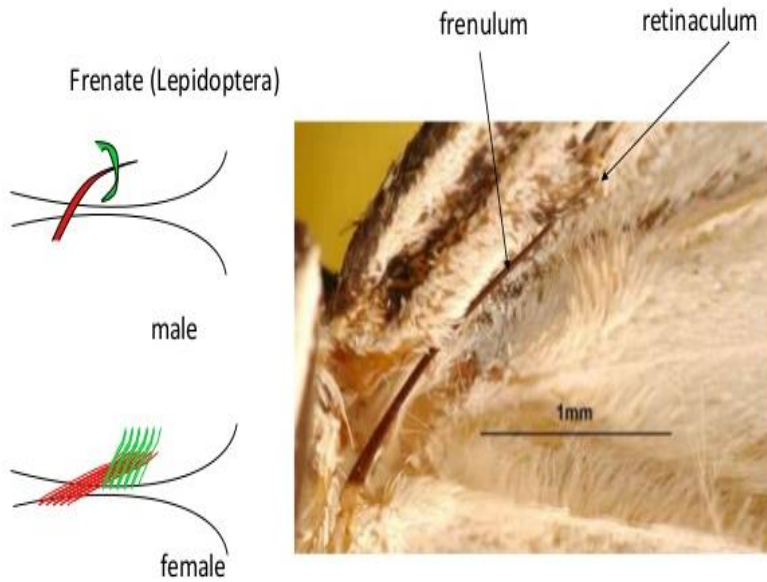 frenulum
retinaculum
Frenate (Lepidoptera)
male
1mm
female